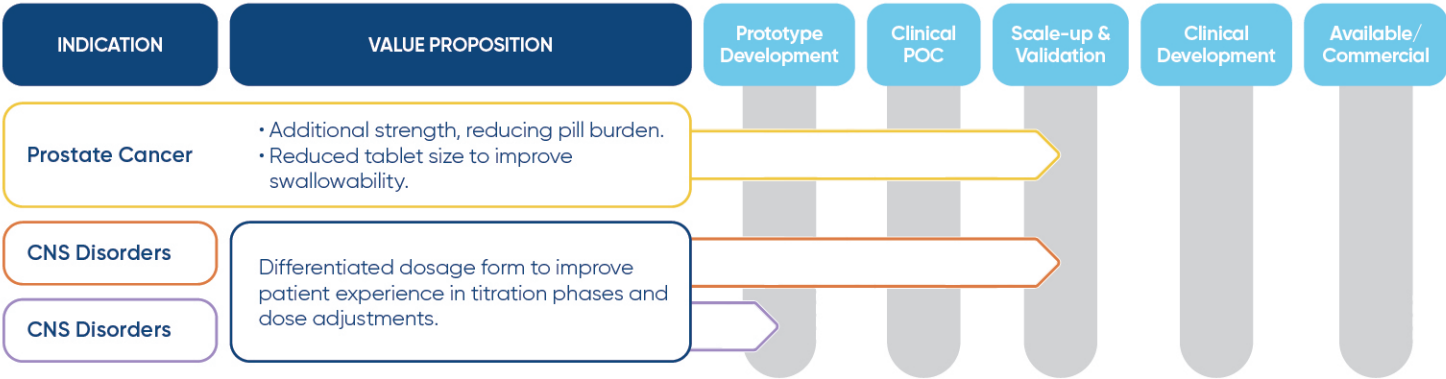 INDICATION
VALUE PROPOSITION
Prototype
Development
Clinical
POC
Scale-up &
Validation
Clinical
Development
Available/
Commercial
Prostate Cancer
• Additional strength, reducing pill burden.
• Reduced tablet size to improve
swallowability.
CNS Disorders
CNS Disorders
Differentiated dosage form to improve
patient experience in titration phases and
dose adjustments.